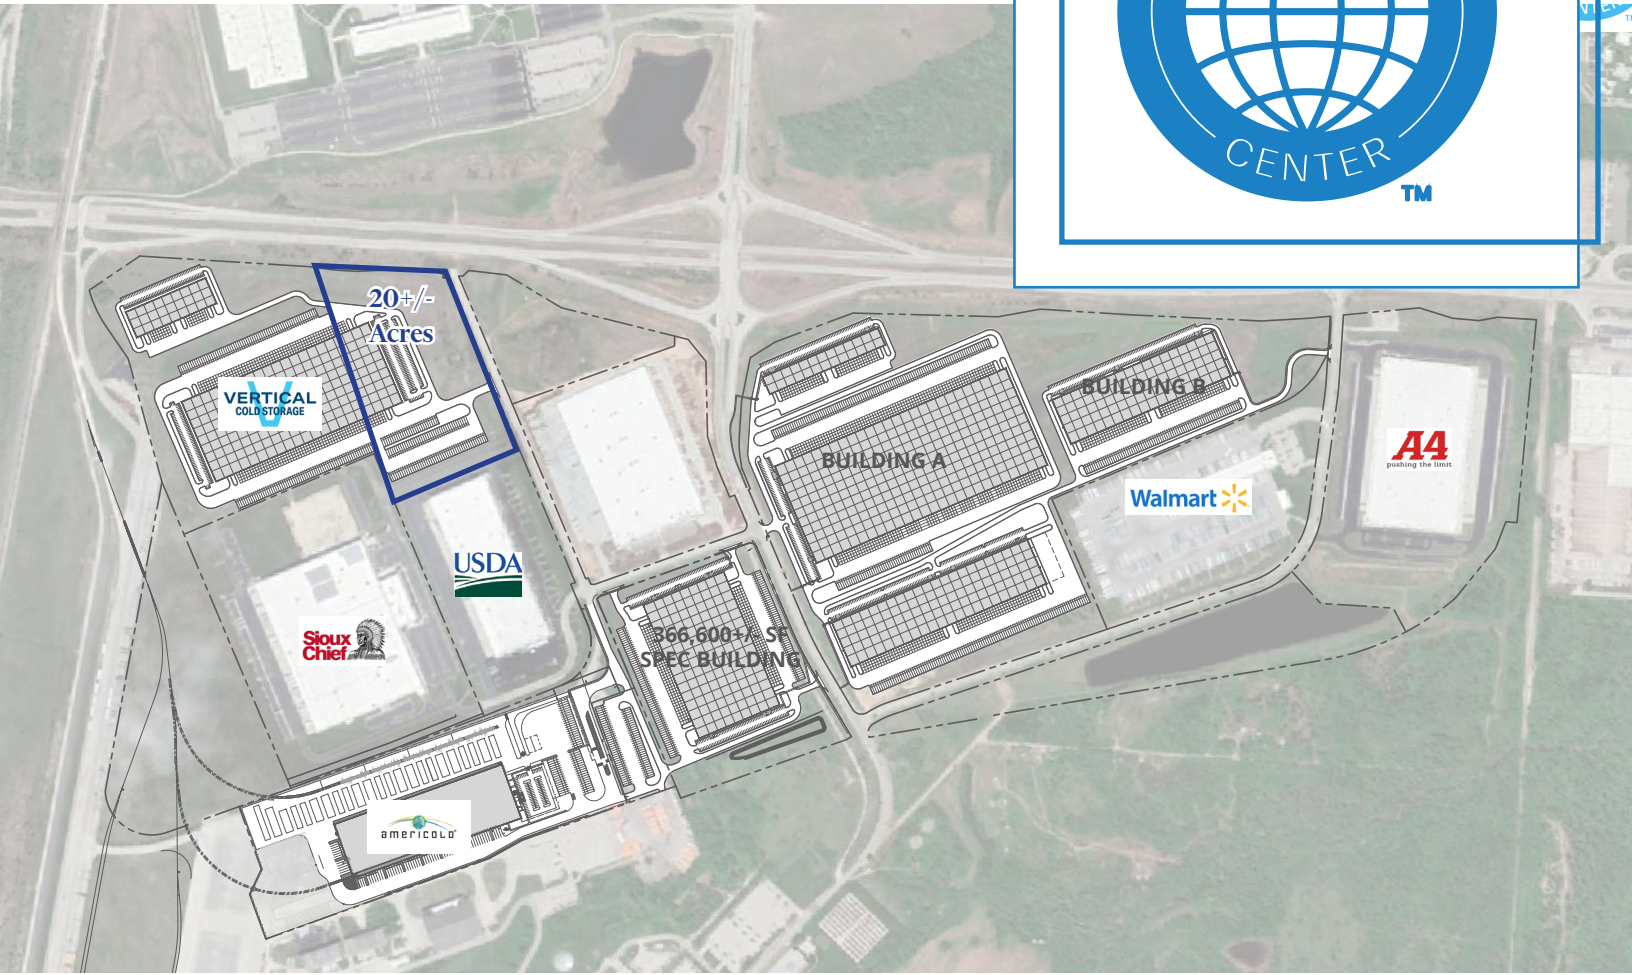 NTER
CENTER
TM
20+/-
Acres
VERTICAL
COLD STORAGE
BUILDING B
BUILDING A
A4
pushing the limit
Walmart
USDA
Sioux
Chief
366,600+/- SF
SPEC BUILDING
americold